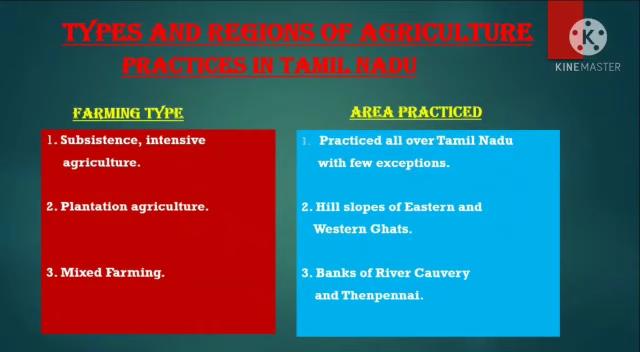 TYPES AND REGIONS OF AGRICULTURE
PRACTICES IN TAMIL NADU
K
KINEMASTER
FARMING TYPE
1. Subsistence, intensive
agriculture.
2. Plantation agriculture.
3. Mixed Farming.
AREA PRACTICED
1. Practiced all over Tamil Nadu
with few exceptions.
2. Hill slopes of Eastern and
Western Ghats.
3. Banks of River Cauvery
and Thenpennai.